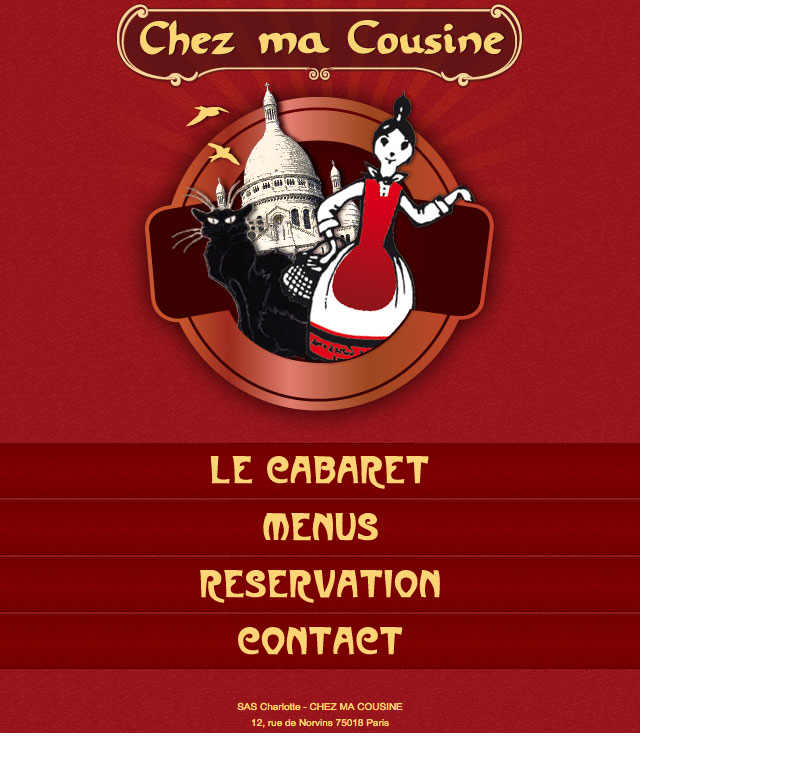 Chez ma Cousine
LE CABARET
MENUS
RESERVATION
CONTACT
SAS Charlotte - CHEZ MA COUSINE
12, rue de Norvins 75018 Paris